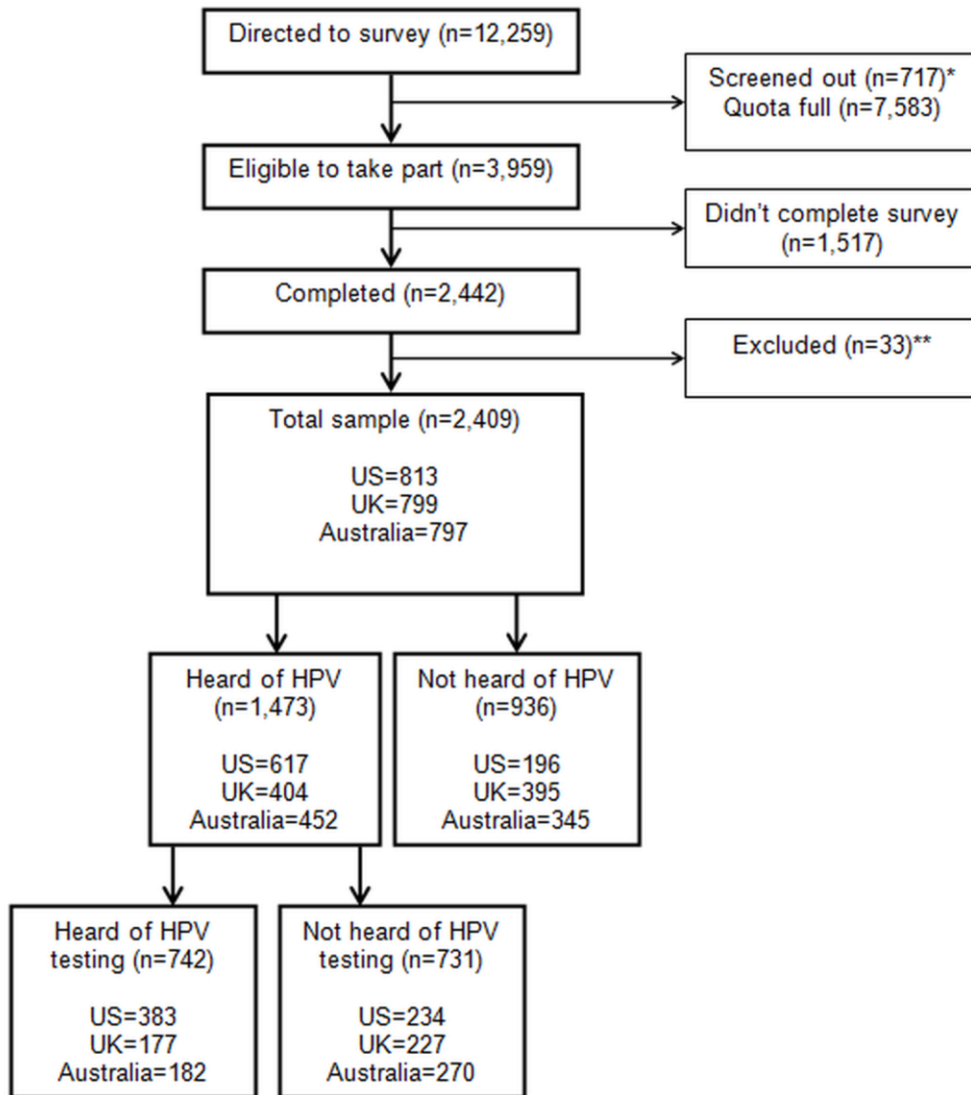 Directed to survey (n=12,259)
Screened out (n=717)*
Quota full (n=7,583)
Eligible to take part (n=3,959)
Didn't complete survey
(n=1,517)
Completed (n=2,442)
Excluded (n=33)**
Total sample (n=2,409)
US=813
UK=799
Australia=797
Heard of HPV
(n=1,473)
US=617
UK=404
Australia=452
Not heard of HPV
(n=936)
US=196
UK=395
Australia=345
Heard of HPV
testing (n=742)
US=383
UK=177
Australia=182
Not heard of HPV
testing (n=731)
US=234
UK=227
Australia=270